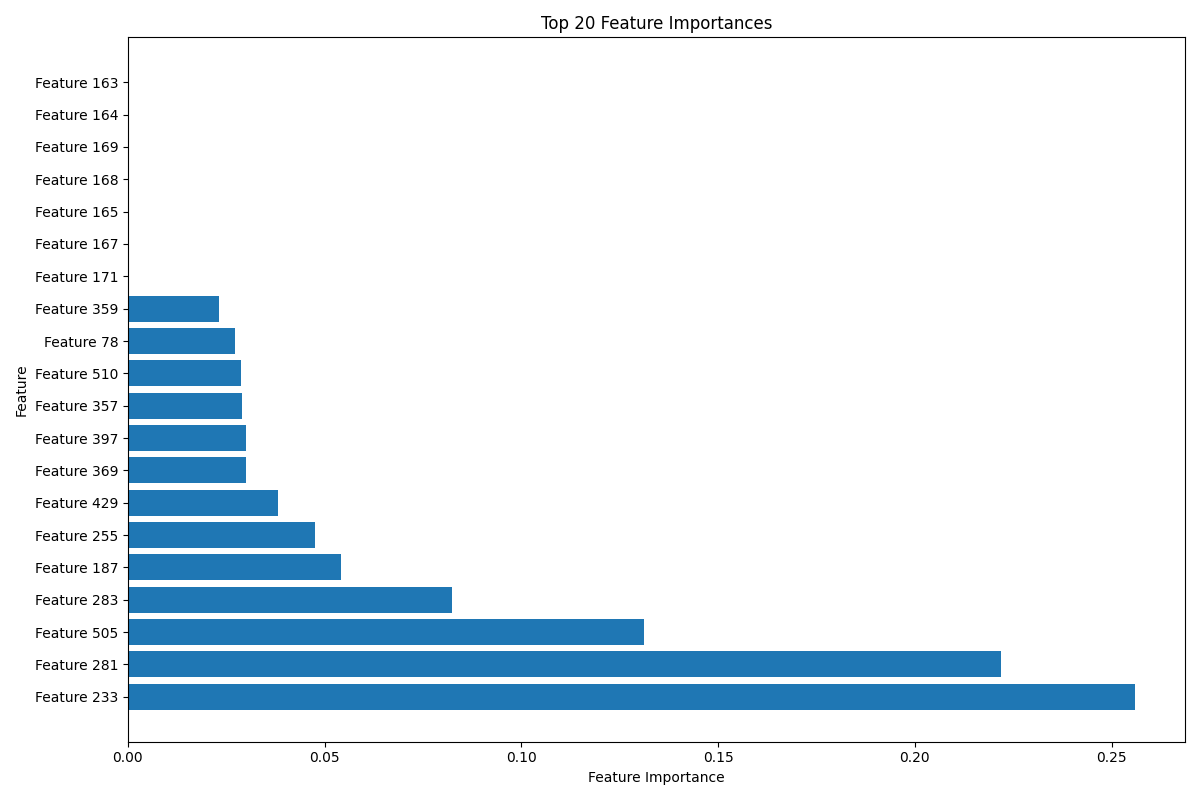 Top 20 Feature Importances
Feature 163
Feature 164
Feature 169
Feature 168
Feature 165
Feature 167
Feature 171
Feature 359
Feature 78
Feature 510
Feature 357
Feature 397
Feature 369
Feature 429
Feature 255
Feature 187
Feature 283
Feature 505
Feature 281
Feature 233
Feature
0.00 0.05 0.10 0.15 0.20 0.25
Feature Importance